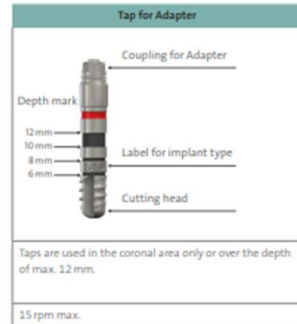 Tap for Adapter
Coupling for Adapter
Depth mark
12 mm
10 mm
8 mm
Label for implant type
6 mm
Cutting head
Taps are used in the coronal area only or over the depth
of max. 12 mm.
15 rpm max.